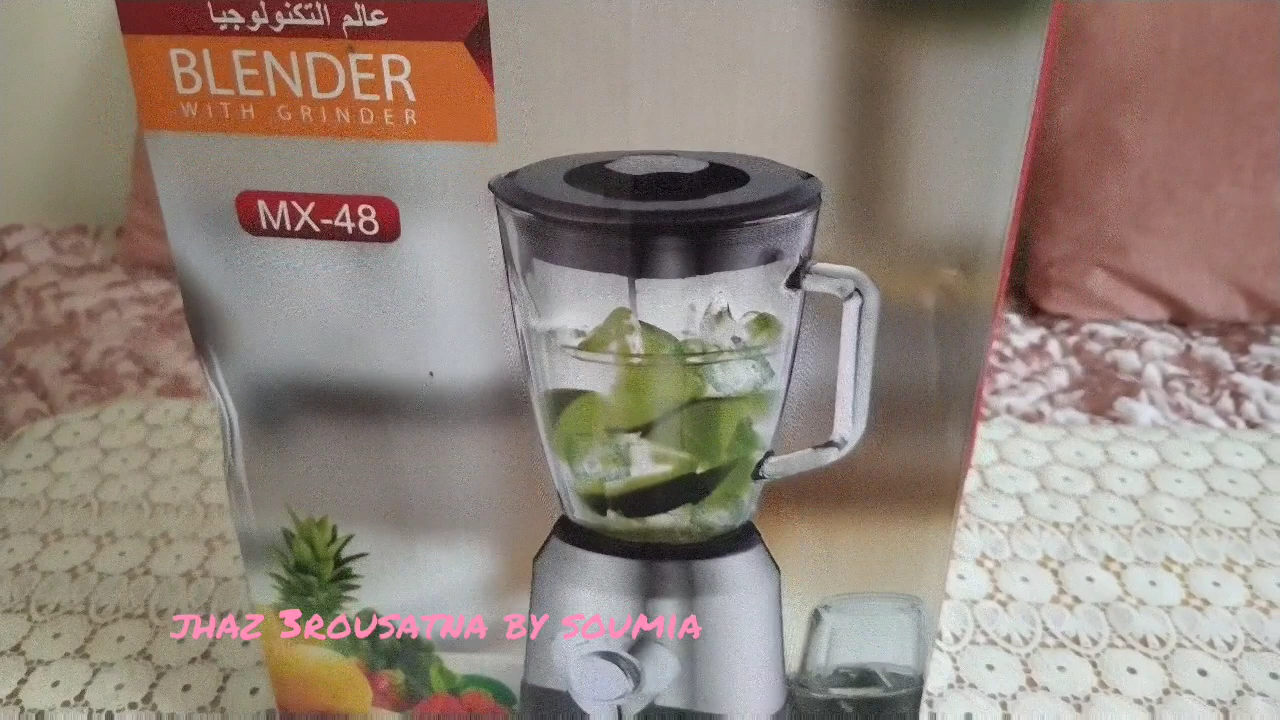 عالم التكنولوجيا
BLENDER
WITH GRINDER
MX-48
JHAZ 3ROUSATNA BY SOUMIA